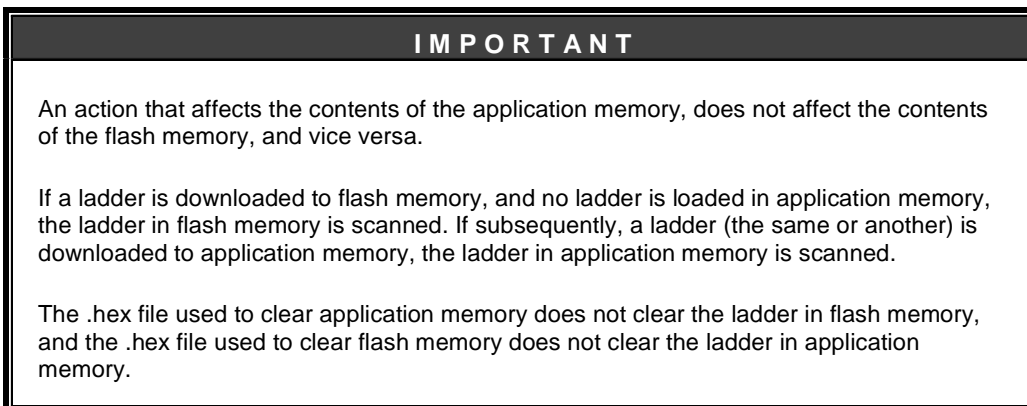 IMPORTANT
An action that affects the contents of the application memory, does not affect the contents
of the flash memory, and vice versa.
If a ladder is downloaded to flash memory, and no ladder is loaded in application memory,
the ladder in flash memory is scanned. If subsequently, a ladder (the same or another) is
downloaded to application memory, the ladder in application memory is scanned.
The .hex file used to clear application memory does not clear the ladder in flash memory,
and the .hex file used to clear flash memory does not clear the ladder in application
memory.